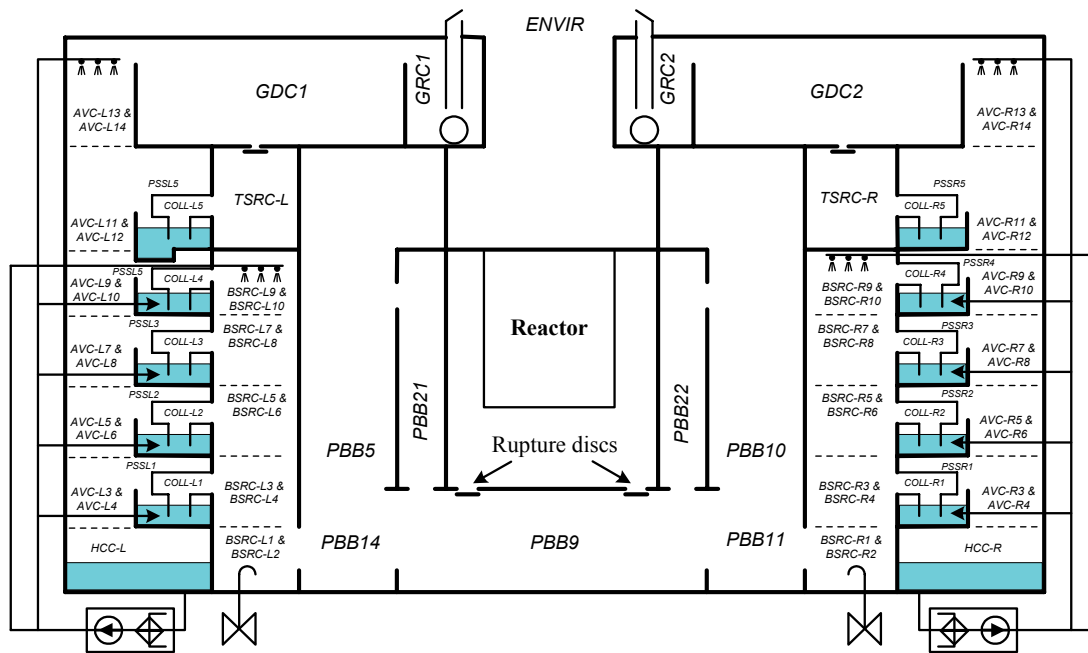 ENVIR
GRC1
GRC2
GDC1
GDC2
AVC-L13 &
AVC-L14
AVC-R13 &
AVC-R14
PSSL5
COLL-L5
TSRC-L
TSRC-R
PSSR5
COLL-R5
AVC-L11 &
AVC-L12
AVC-R11 &
AVC-R12
PSSL5
COLL-L4
AVC-L9 &
AVC-L10
BSRC-L9 &
BSRC-L10
BSRC-R9 &
BSRC-R10
PSSR4
COLL-R4
AVC-R9 &
AVC-R10
PSSL3
COLL-L3
AVC-L7 &
AVC-L8
BSRC-L7 &
BSRC-L8
Reactor
BSRC-R7 &
BSRC-R8
PSSR3
COLL-R3
AVC-R7 &
AVC-R8
PSSL2
COLL-L2
AVC-L5 &
AVC-L6
BSRC-L5 &
BSRC-L6
PBB21
PBB22
BSRC-R5 &
BSRC-R6
PSSR2
COLL-R2
AVC-R5 &
AVC-R6
PBB5
Rupture discs
PBB10
PSSL1
COLL-L1
AVC-L3 &
AVC-L4
BSRC-L3 &
BSRC-L4
BSRC-R3 &
BSRC-R4
PSSR1
COLL-R1
AVC-R3 &
AVC-R4
HCC-L
BSRC-L1 &
BSRC-L2
PBB14
PBB9
PBB11
BSRC-R1 &
BSRC-R2
HCC-R